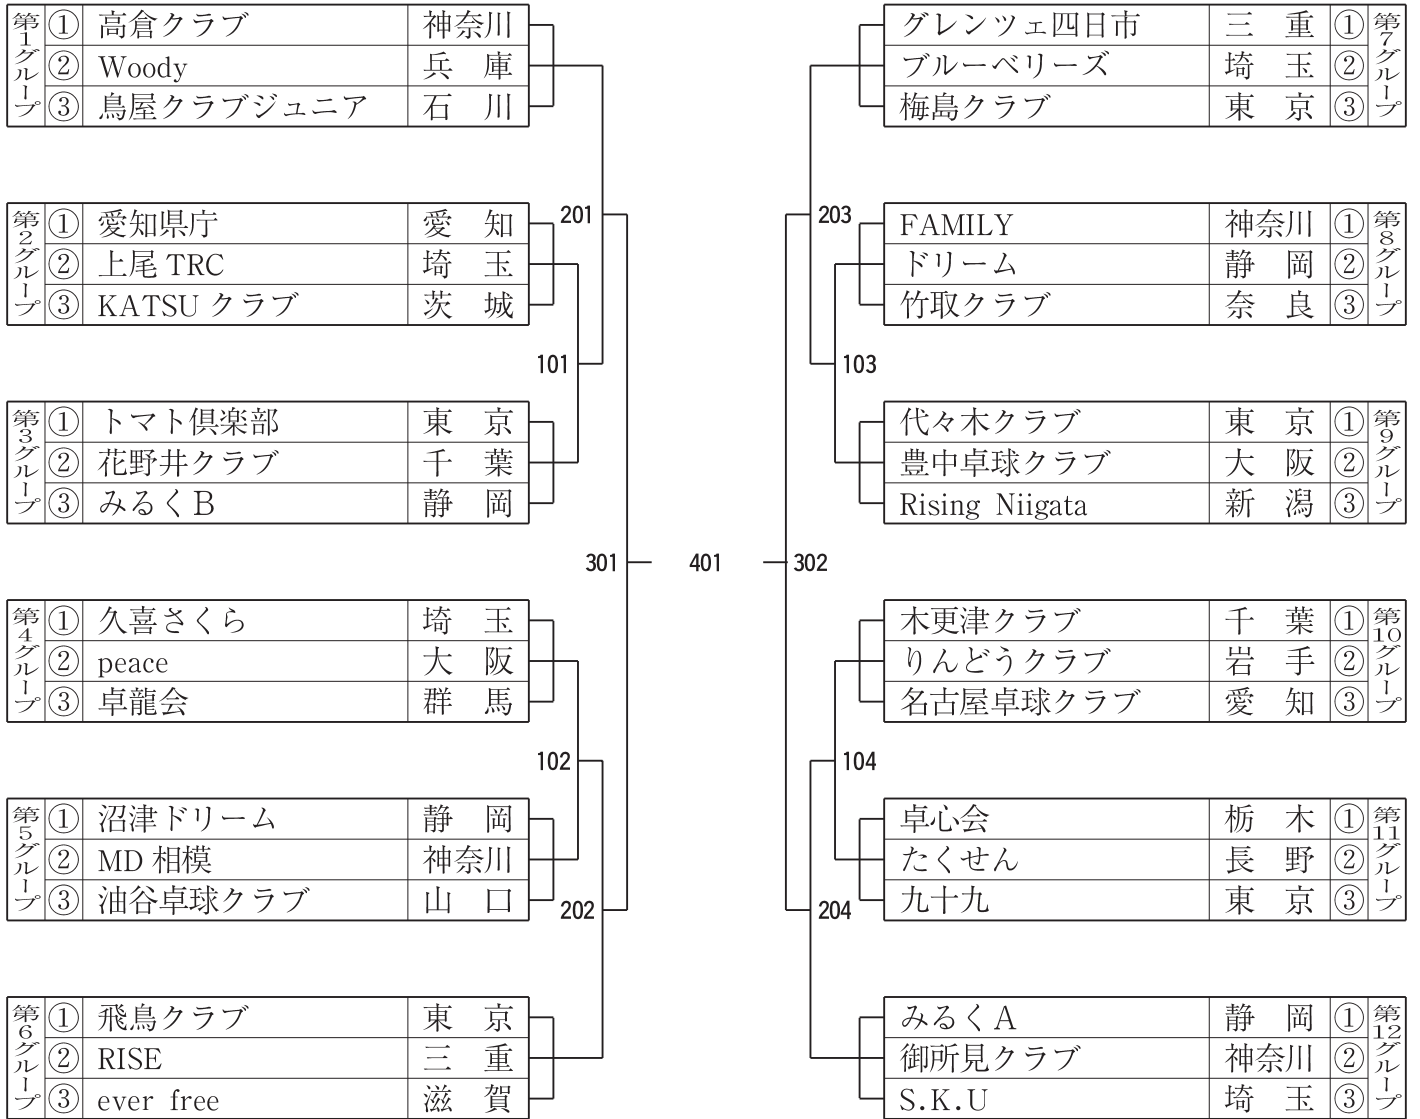 第1グループ
① 高倉クラブ 神奈川
② Woody 兵庫
③ 鳥屋クラブジュニア 石川
第2グループ
① 愛知県庁 愛知
② 上尾 TRC 埼玉
③ KATSU クラブ 茨城
第3グループ
① トマト倶楽部 東京
② 花野井クラブ 千葉
③ みるくB 静岡
第4グループ
① 久喜さくら 埼玉
② peace 大阪
③ 卓龍会 群馬
第5グループ
① 沼津ドリーム 静岡
② MD 相模 神奈川
③ 油谷卓球クラブ 山口
第6グループ
① 飛鳥クラブ 東京
② RISE 三重
③ ever free 滋賀
201
101
301
102
202
401
203
103
302
104
204
グレンツェ四日市 三重 ①
ブルーベリーズ 埼玉 ②
梅島クラブ 東京 ③
第7グループ
FAMILY 神奈川 ①
ドリーム 静岡 ②
竹取クラブ 奈良 ③
第8グループ
代々木クラブ 東京 ①
豊中卓球クラブ 大阪 ②
Rising Niigata 新潟 ③
第9グループ
木更津クラブ 千葉 ①
りんどうクラブ 岩手 ②
名古屋卓球クラブ 愛知 ③
第10グループ
卓心会 栃木 ①
たくせん 長野 ②
九十九 東京 ③
第11グループ
みるくA 静岡 ①
御所見クラブ 神奈川 ②
S.K.U 埼玉 ③
第12グループ